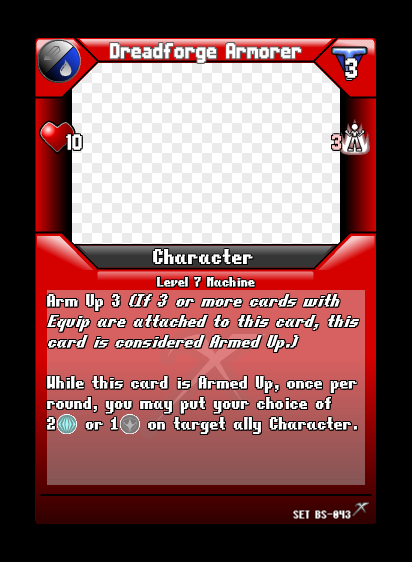 Dreadforge Armorer
2
3
10
3
Character
Level 7 Machine
Arm Up 3 (If 3 or more cards with
Equip are attached to this card, this
card is considered Armed Up.)
While this card is Armed Up, once per
round, you may put your choice of
2 or 1 on target ally Character.
SET BS-043